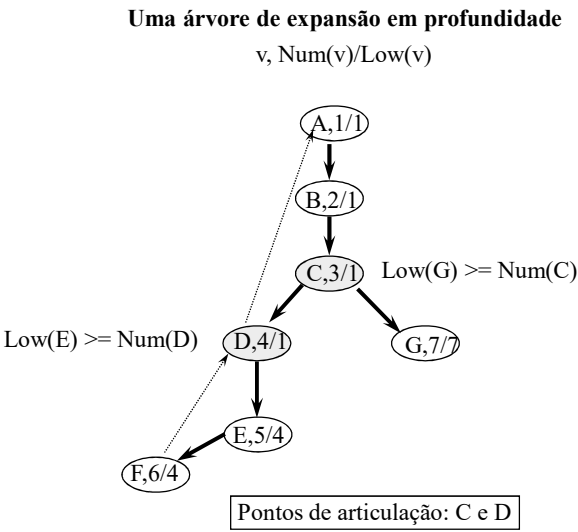 Uma árvore de expansão em profundidade
v, Num(v)/Low(v)
A,1/1
B,2/1
C,3/1
Low(G) >= Num(C)
Low(E) >= Num(D)
D,4/1
G,7/7
E,5/4
F,6/4
Pontos de articulação: C e D